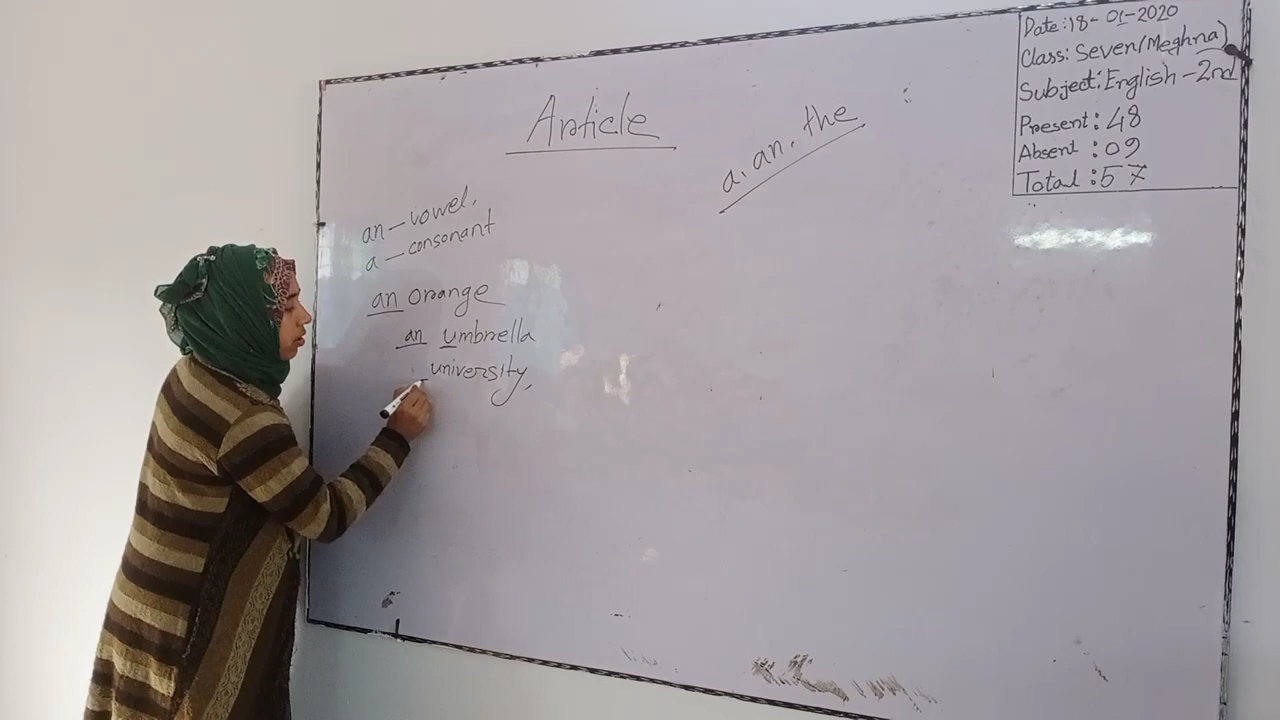 Article
a, an, the
Date: 18-01-2020
Class: Seven (Meghna)
Subject: English - 2nd
Present: 48
Absent: 09
Total: 57
an — vowel,
a — consonant
an orange
an umbrella
university,